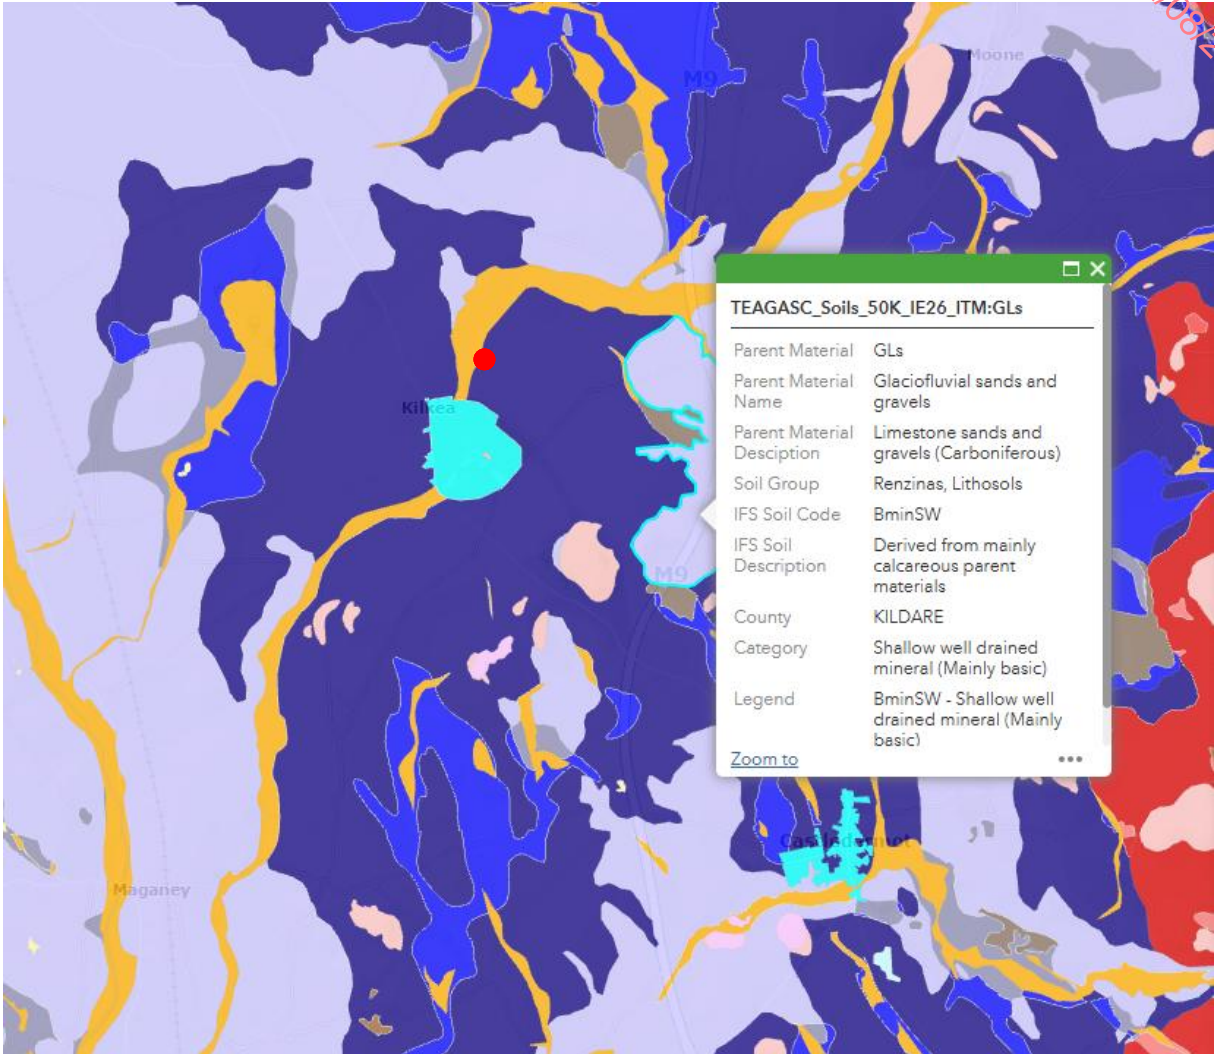 Moone
M9
TEAGASC_Soils_50K_IE26_ITM:GLs
Parent Material GLs
Parent Material Name Glaciofluvial sands and gravels
Parent Material Desciption Limestone sands and gravels (Carboniferous)
Soil Group Renzinas, Lithosols
IFS Soil Code BminSW
IFS Soil Description Derived from mainly calcareous parent materials
County KILDARE
Category Shallow well drained mineral (Mainly basic)
Legend BminSW - Shallow well drained mineral (Mainly basic)
Zoom to
Kilkea
M9
Castledermot
Maganey